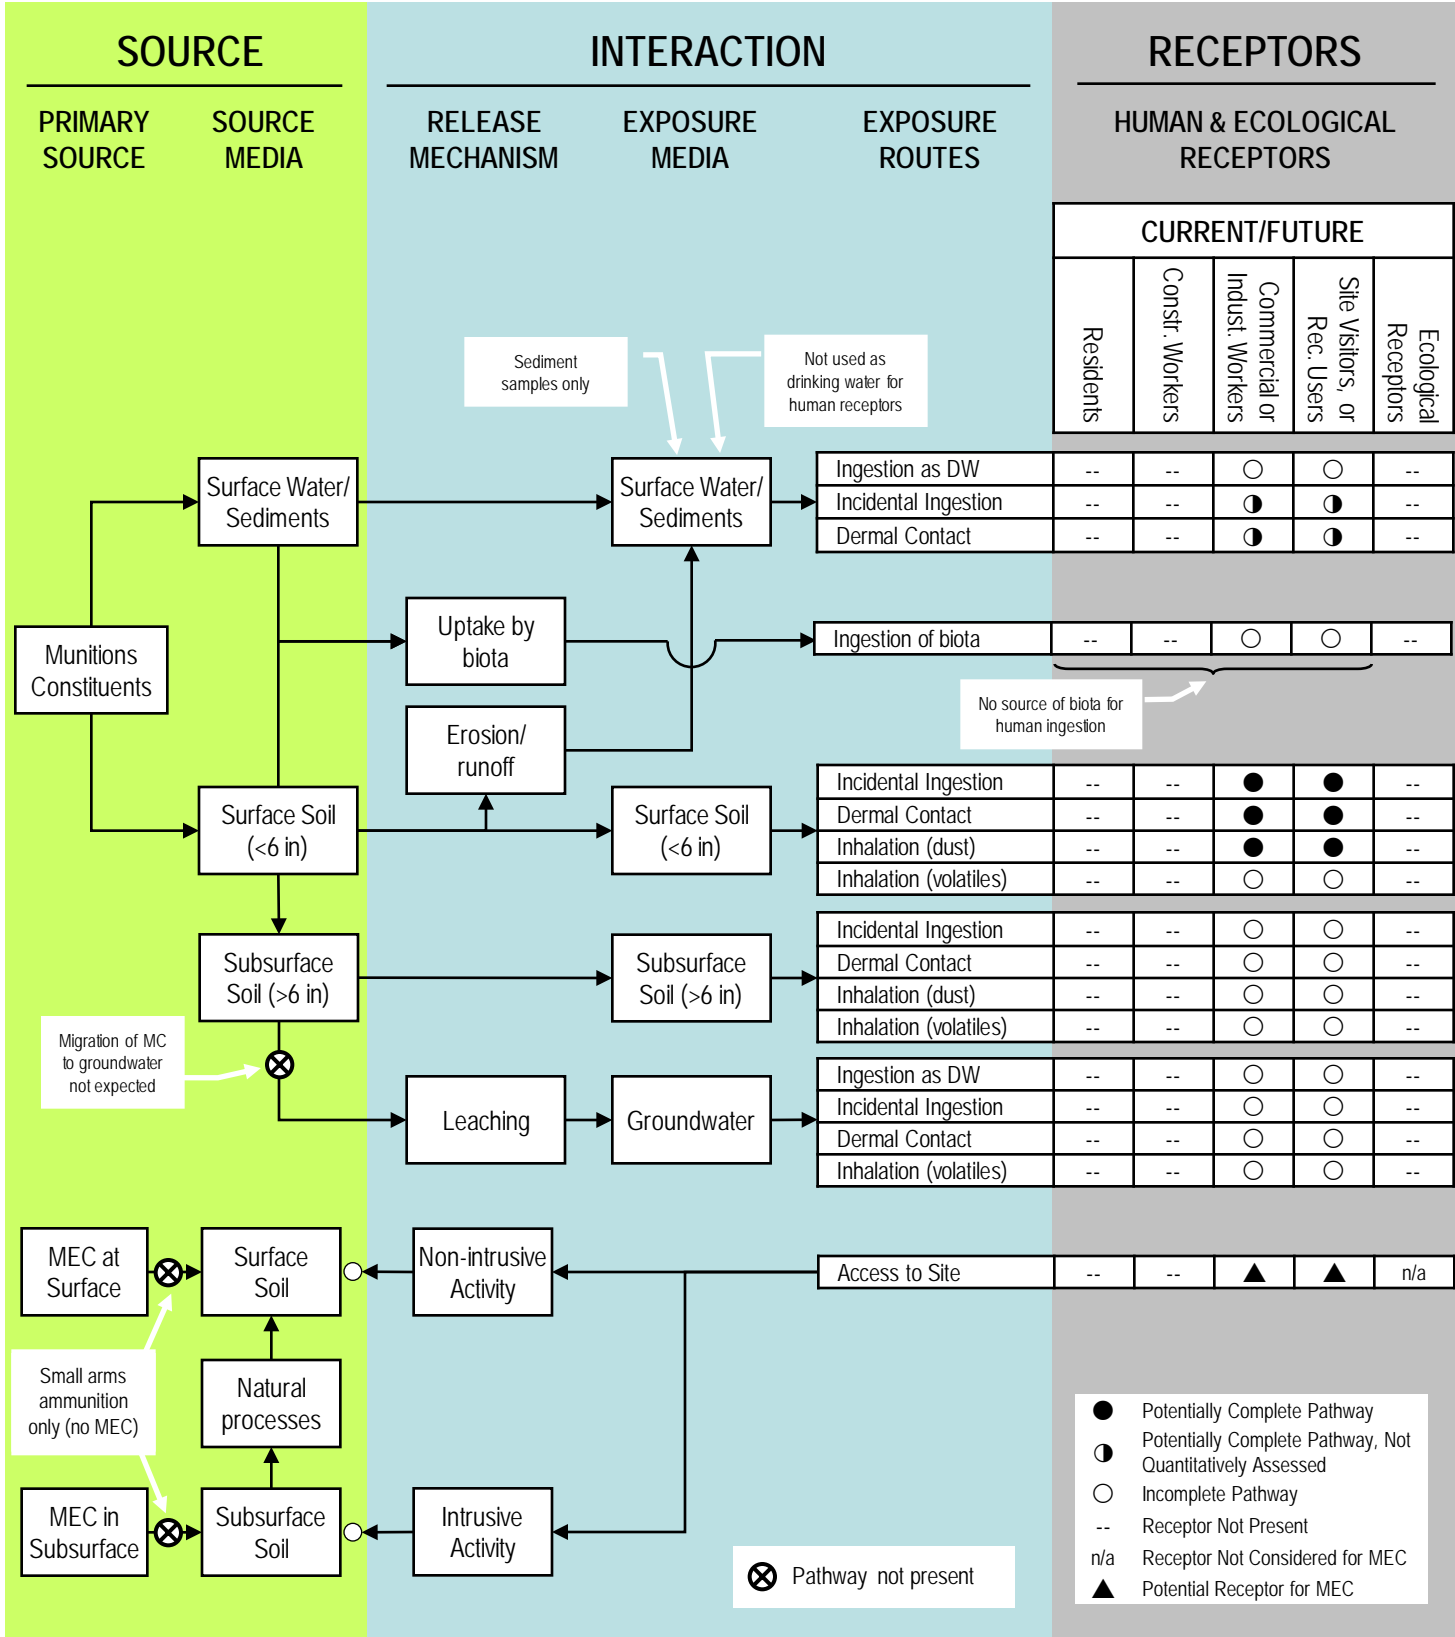 SOURCE
INTERACTION
RECEPTORS
PRIMARY
SOURCE
SOURCE
MEDIA
RELEASE
MECHANISM
EXPOSURE
MEDIA
EXPOSURE
ROUTES
HUMAN & ECOLOGICAL
RECEPTORS
CURRENT/FUTURE
Residents
Constr. Workers
Commercial or
Indust. Workers
Site Visitors, or
Rec. Users
Ecological
Receptors
Sediment
samples only
Not used as
drinking water for
human receptors
Surface Water/
Sediments
Surface Water/
Sediments
Ingestion as DW -- -- ○ ○ --
Incidental Ingestion -- -- ◑ ◑ --
Dermal Contact -- -- ◑ ◑ --
Munitions
Constituents
Uptake by
biota
Ingestion of biota -- -- ○ ○ --
No source of biota for
human ingestion
Erosion/
runoff
Surface Soil
(<6 in)
Surface Soil
(<6 in)
Incidental Ingestion -- -- ● ● --
Dermal Contact -- -- ● ● --
Inhalation (dust) -- -- ● ● --
Inhalation (volatiles) -- -- ○ ○ --
Subsurface
Soil (>6 in)
Subsurface
Soil (>6 in)
Incidental Ingestion -- -- ○ ○ --
Dermal Contact -- -- ○ ○ --
Inhalation (dust) -- -- ○ ○ --
Inhalation (volatiles) -- -- ○ ○ --
Migration of MC
to groundwater
not expected
Leaching
Groundwater
Ingestion as DW -- -- ○ ○ --
Incidental Ingestion -- -- ○ ○ --
Dermal Contact -- -- ○ ○ --
Inhalation (volatiles) -- -- ○ ○ --
MEC at
Surface
Surface
Soil
Non-intrusive
Activity
Access to Site -- -- ▲ ▲ n/a
Small arms
ammunition
only (no MEC)
Natural
processes
MEC in
Subsurface
Subsurface
Soil
Intrusive
Activity
Pathway not present
● Potentially Complete Pathway
◑ Potentially Complete Pathway, Not
Quantitatively Assessed
○ Incomplete Pathway
-- Receptor Not Present
n/a Receptor Not Considered for MEC
▲ Potential Receptor for MEC